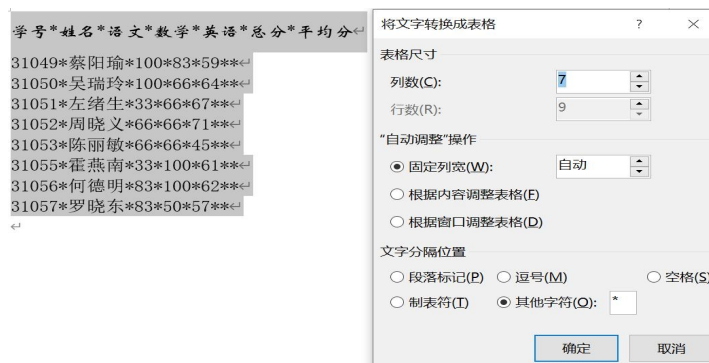 学号*姓名*语文*数学*英语*总分*平均分↵
31049*蔡阳瑜*100*83*59**↵
31050*吴瑞玲*100*66*64**↵
31051*左绪生*33*66*67**↵
31052*周晓义*66*66*71**↵
31053*陈丽敏*66*66*45**↵
31055*霍燕南*33*100*61**↵
31056*何德明*83*100*62**↵
31057*罗晓东*83*50*57**↵
↵
将文字转换成表格 ? ×
表格尺寸
列数(C): 7
行数(R): 9
“自动调整”操作
固定列宽(W): 自动
根据内容调整表格(F)
根据窗口调整表格(D)
文字分隔位置
段落标记(P) 逗号(M) 空格(S
制表符(T) 其他字符(O): *
确定 取消